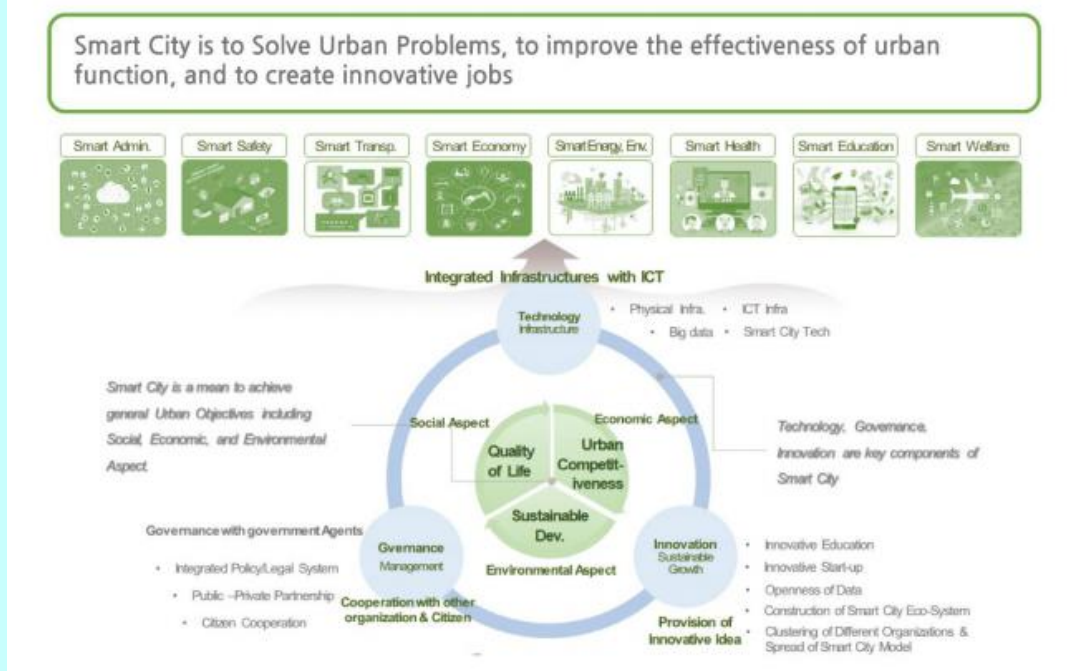 Smart City is to Solve Urban Problems, to improve the effectiveness of urban
function, and to create innovative jobs
Smart Admin.
Smart Safety
Smart Transp.
Smart Economy
Smart Energy, Env.
Smart Health
Smart Education
Smart Welfare
Integrated Infrastructures with ICT
Technology
Infrastructure
• Physical Infra. • ICT Infra
• Big data • Smart City Tech
Smart City is a mean to achieve
general Urban Objectives including
Social, Economic, and Environmental
Aspect
Social Aspect
Economic Aspect
Quality
of Life
Urban
Competit-
iveness
Sustainable
Dev.
Environmental Aspect
Technology, Governance,
Innovation are key components of
Smart City
Governance with government Agents
• Integrated Policy/Legal System
• Public –Private Partnership
• Citizen Cooperation
Gvernance
Management
Cooperation with other
organization & Citizen
Innovation
Sustainable
Growth
Provision of
Innovative Idea
• Innovative Education
• Innovative Start-up
• Openness of Data
• Construction of Smart City Eco-System
• Clustering of Different Organizations &
Spread of Smart City Model